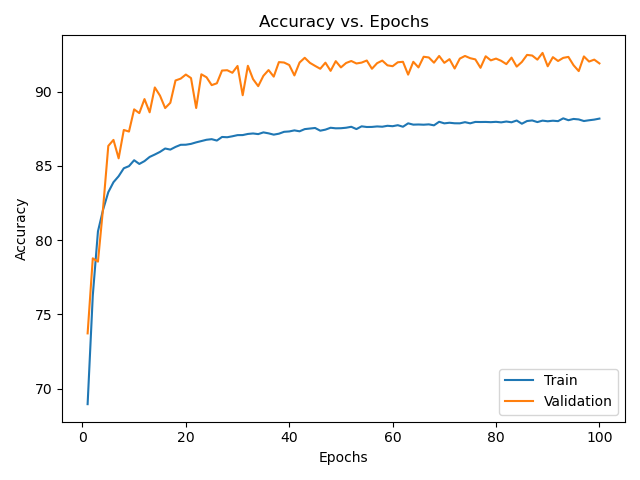 Accuracy vs. Epochs
Accuracy
90
85
80
75
70
0 20 40 60 80 100
Epochs
Train
Validation